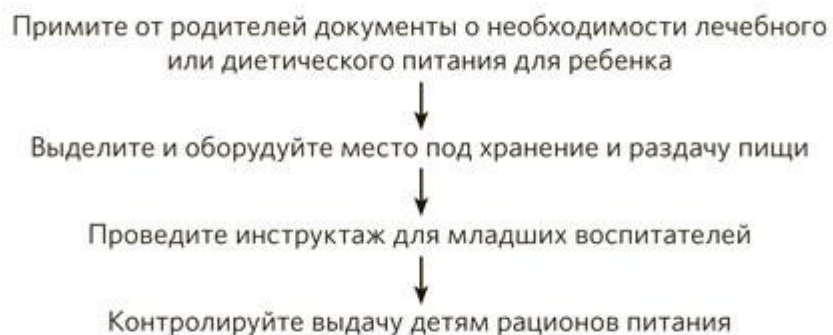 Примите от родителей документы о необходимости лечебного
или диетического питания для ребенка
Выделите и оборудуйте место под хранение и раздачу пищи
Проведите инструктаж для младших воспитателей
Контролируйте выдачу детям рационов питания